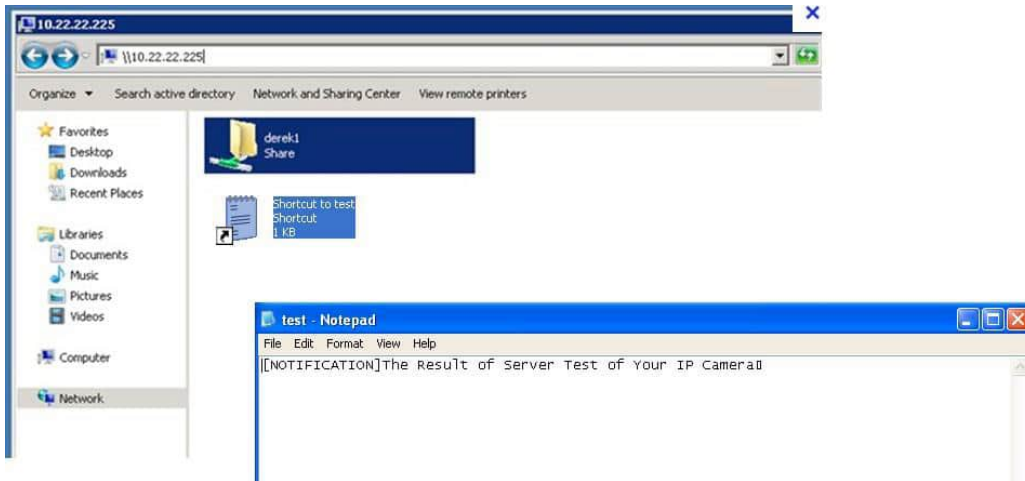 10.22.22.225
\\10.22.22.225
Organize Search active directory Network and Sharing Center View remote printers
Favorites
Desktop
Downloads
Recent Places
Libraries
Documents
Music
Pictures
Videos
Computer
Network
derek1
Share
Shortcut to test
Shortcut
1 KB
test - Notepad
File Edit Format View Help
[NOTIFICATION]The Result of Server Test of Your IP Camera▯